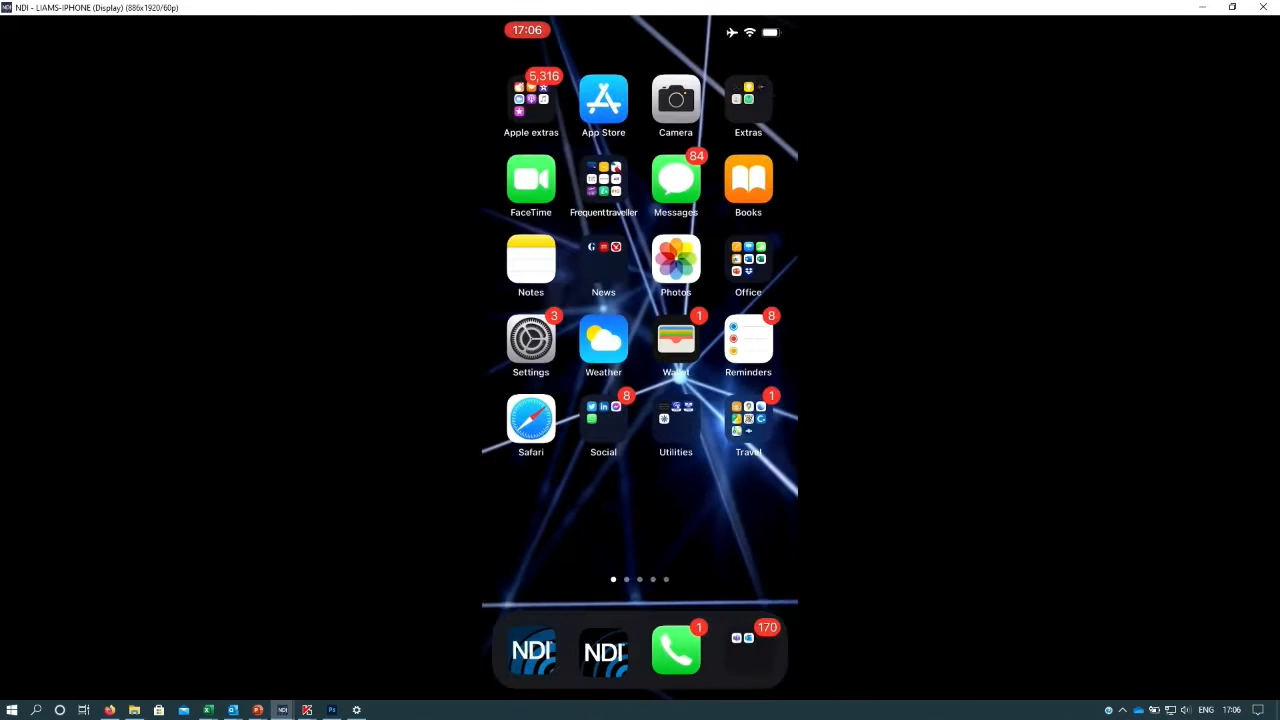 NDI - LIAMS-IPHONE (Display) (886x1920/60p)
17:06
5,316
Apple extras App Store Camera Extras
84
FaceTime Frequent traveller Messages Books
Notes News Photos Office
3 1 8
Settings Weather Wallet Reminders
8 1
Safari Social Utilities Travel
1 170
NDI NDI
ENG 17:06